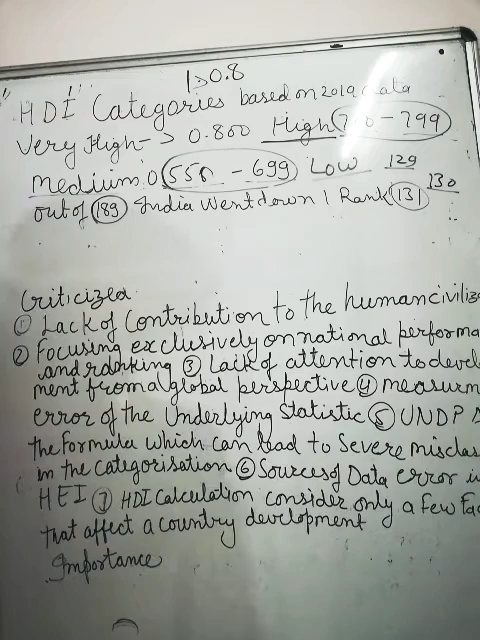 1>0.8
HDI Categories based on 2019 data
Very High > 0.800 High 700 - 799
Medium 0 550 - 699 Low 129
130
out of 189 India Went down 1 Rank 131
Criticized
① Lack of Contribution to the human civiliz
② Focusing exclusively on national performa
and ranking ③ Lack of attention to develop
ment from a global perspective ④ measurm
error of the Underlying Statistic ⑤ UNDP
the formula which can lead to Severe misclas
in the categorisation ⑥ Sources of Data error i
HEI ⑦ HDI Calculation consider only a few Fac
that affect a country devclopment
Importance